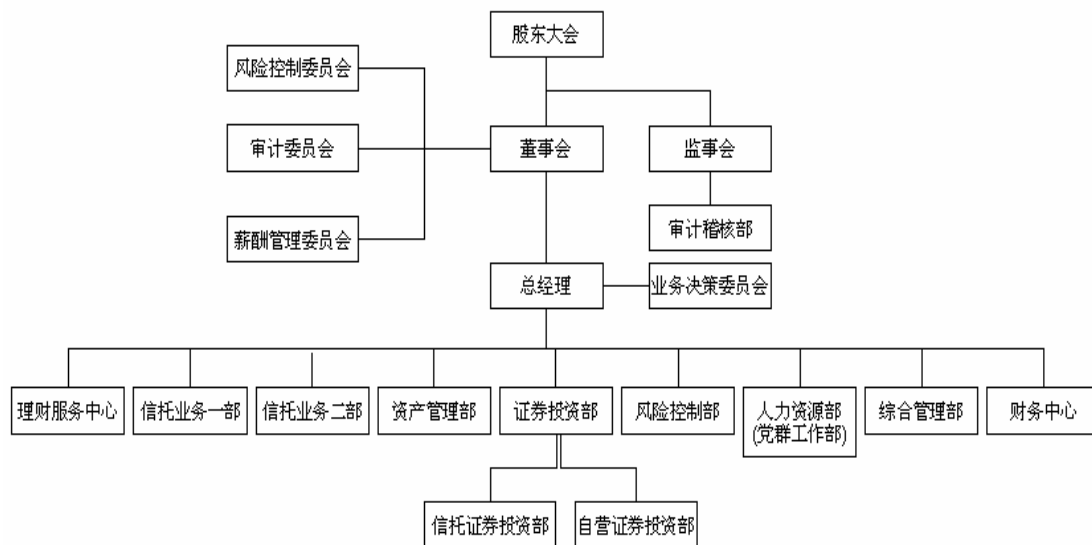 股东大会
风险控制委员会
审计委员会
董事会
监事会
薪酬管理委员会
审计稽核部
总经理
业务决策委员会
理财服务中心
信托业务一部
信托业务二部
资产管理部
证券投资部
风险控制部
人力资源部
(党群工作部)
综合管理部
财务中心
信托证券投资部
自营证券投资部